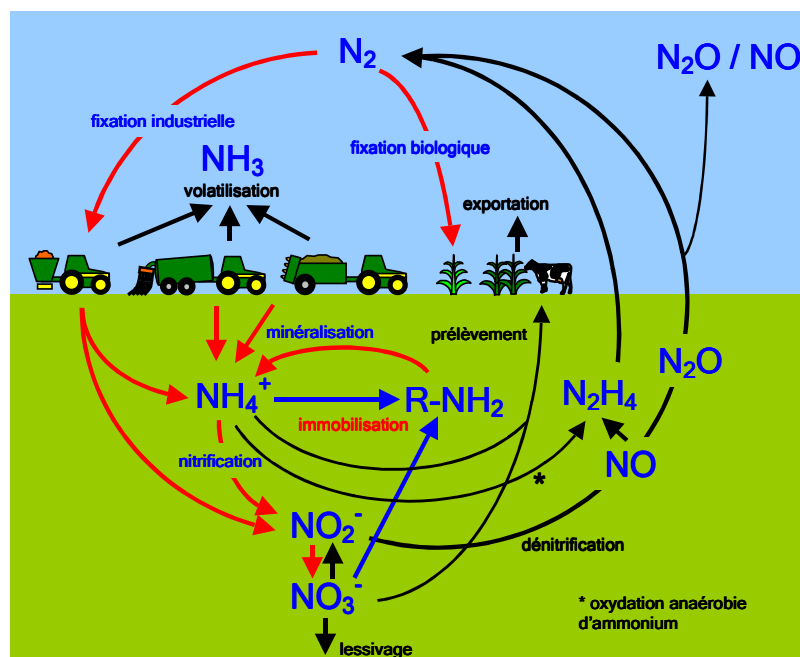 N₂
N₂O / NO
fixation industrielle
fixation biologique
NH₃
volatilisation
exportation
minéralisation
prélèvement
N₂O
NH₄⁺
R-NH₂
N₂H₄
immobilisation
nitrification
NO
*
NO₂⁻
dénitrification
NO₃⁻
* oxydation anaérobie
d'ammonium
lessivage